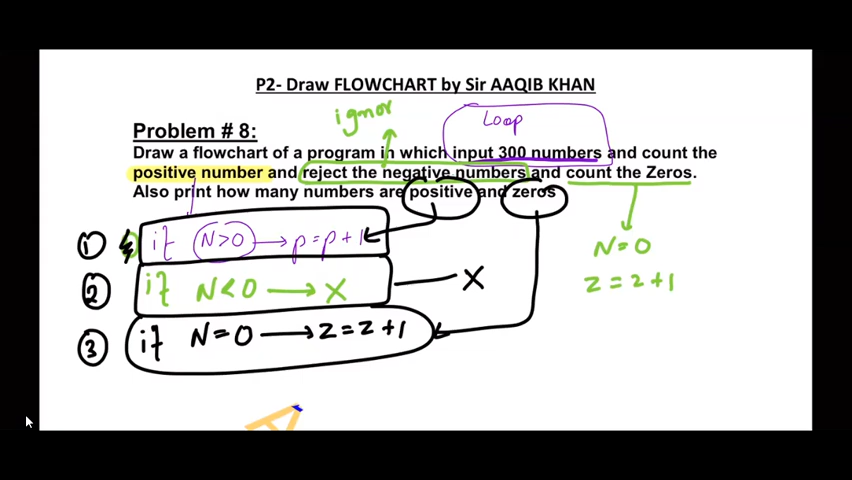 P2- Draw FLOWCHART by Sir AAQIB KHAN
ignor
Loop
Problem # 8:
Draw a flowchart of a program in which input 300 numbers and count the
positive number and reject the negative numbers and count the Zeros.
Also print how many numbers are positive and zeros
① if N>0 → p=p+1
N=0
② if N<0 → X — X
Z=Z+1
③ if N=0 → Z=Z+1